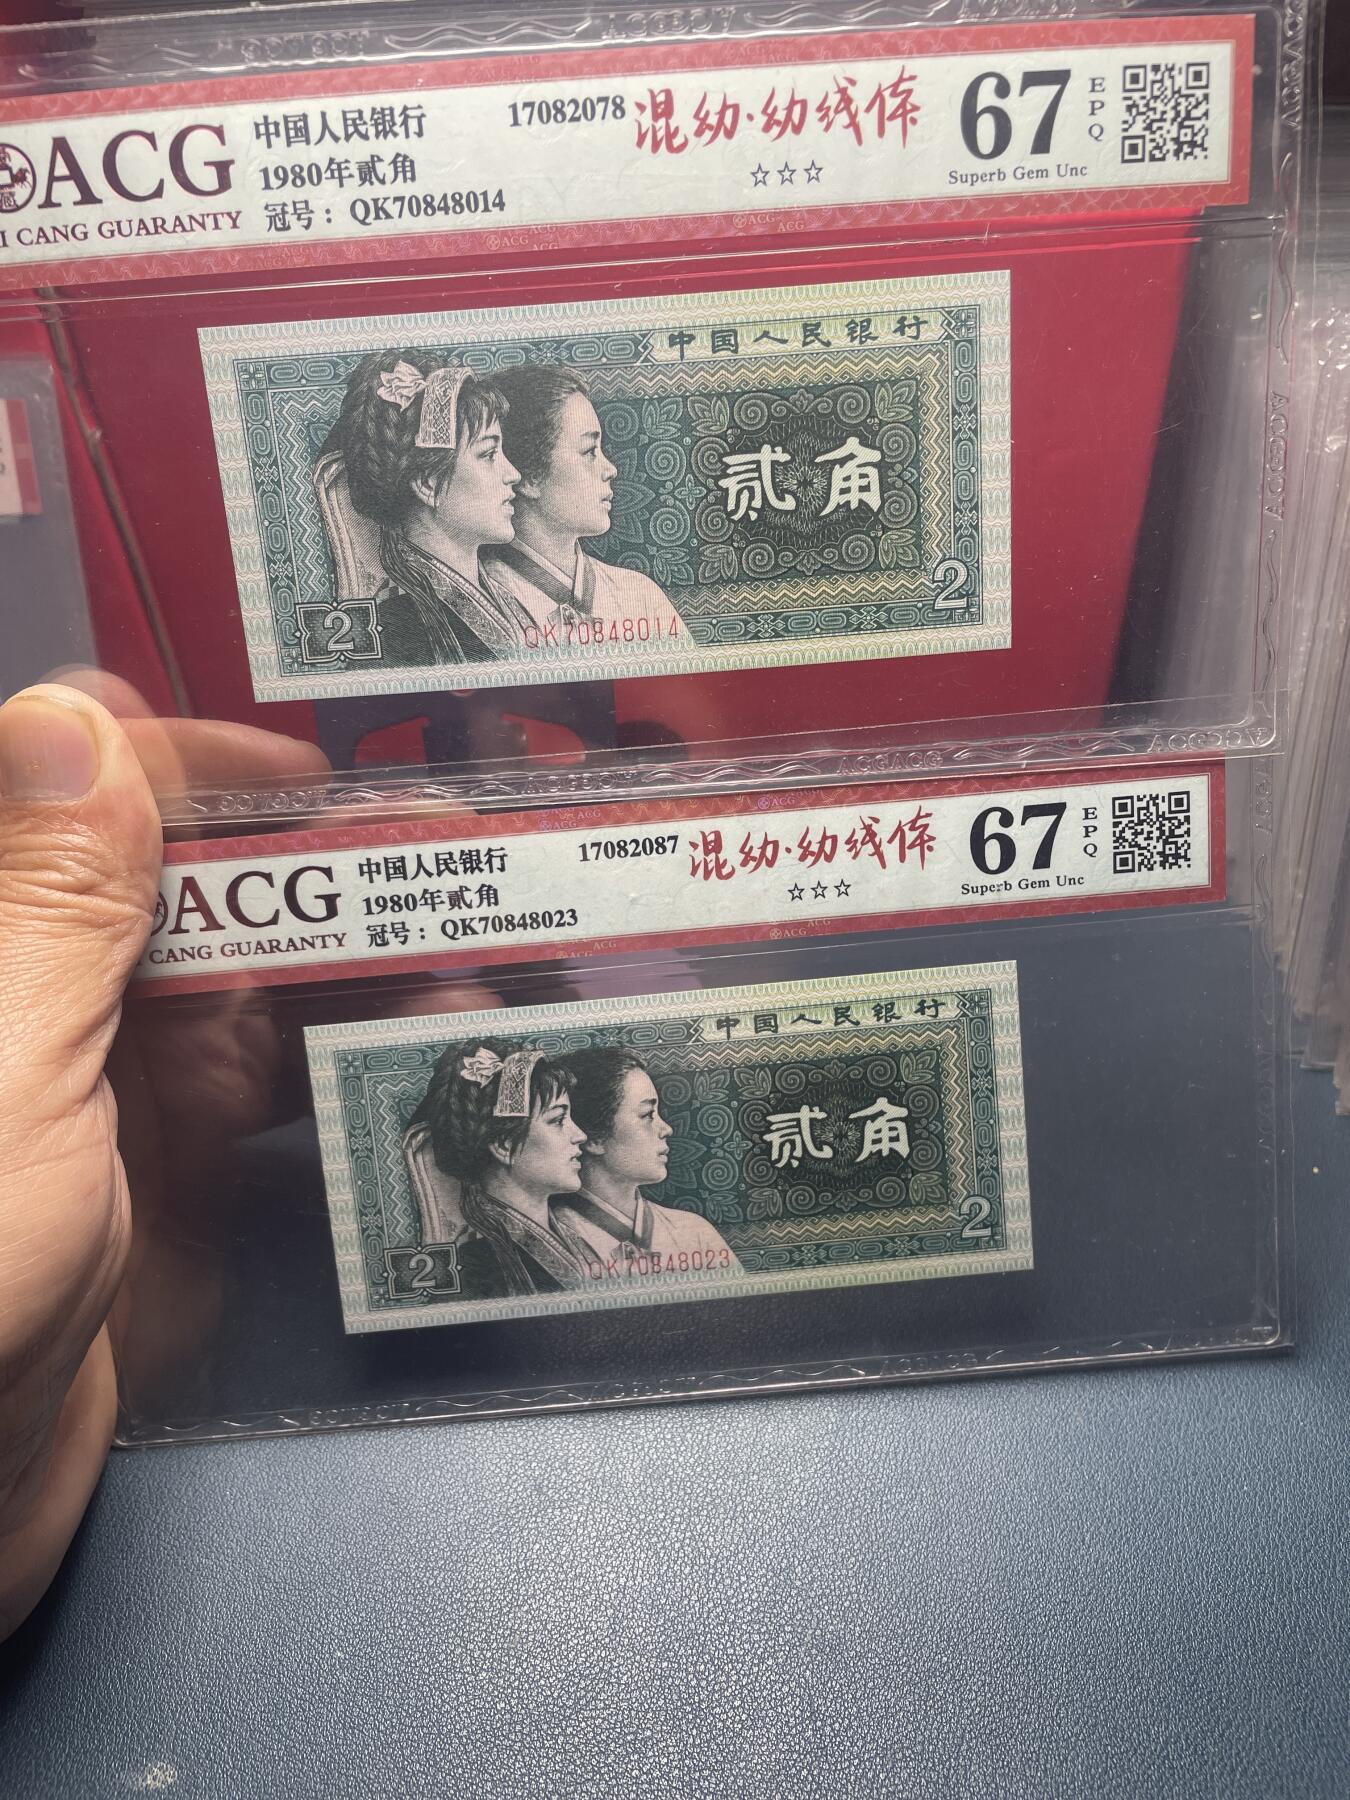 ACG
I CANG GUARANTY
中国人民银行
1980年贰角
冠号：QK70848014
17082078
混幼·幼线体
☆☆☆
67
EPQ
Superb Gem Unc
中国人民银行
贰角
2
2
QK70848014
ACG
CANG GUARANTY
中国人民银行
1980年贰角
冠号：QK70848023
17082087
混幼·幼线体
☆☆☆
67
EPQ
Superb Gem Unc
中国人民银行
贰角
2
2
QK70848023